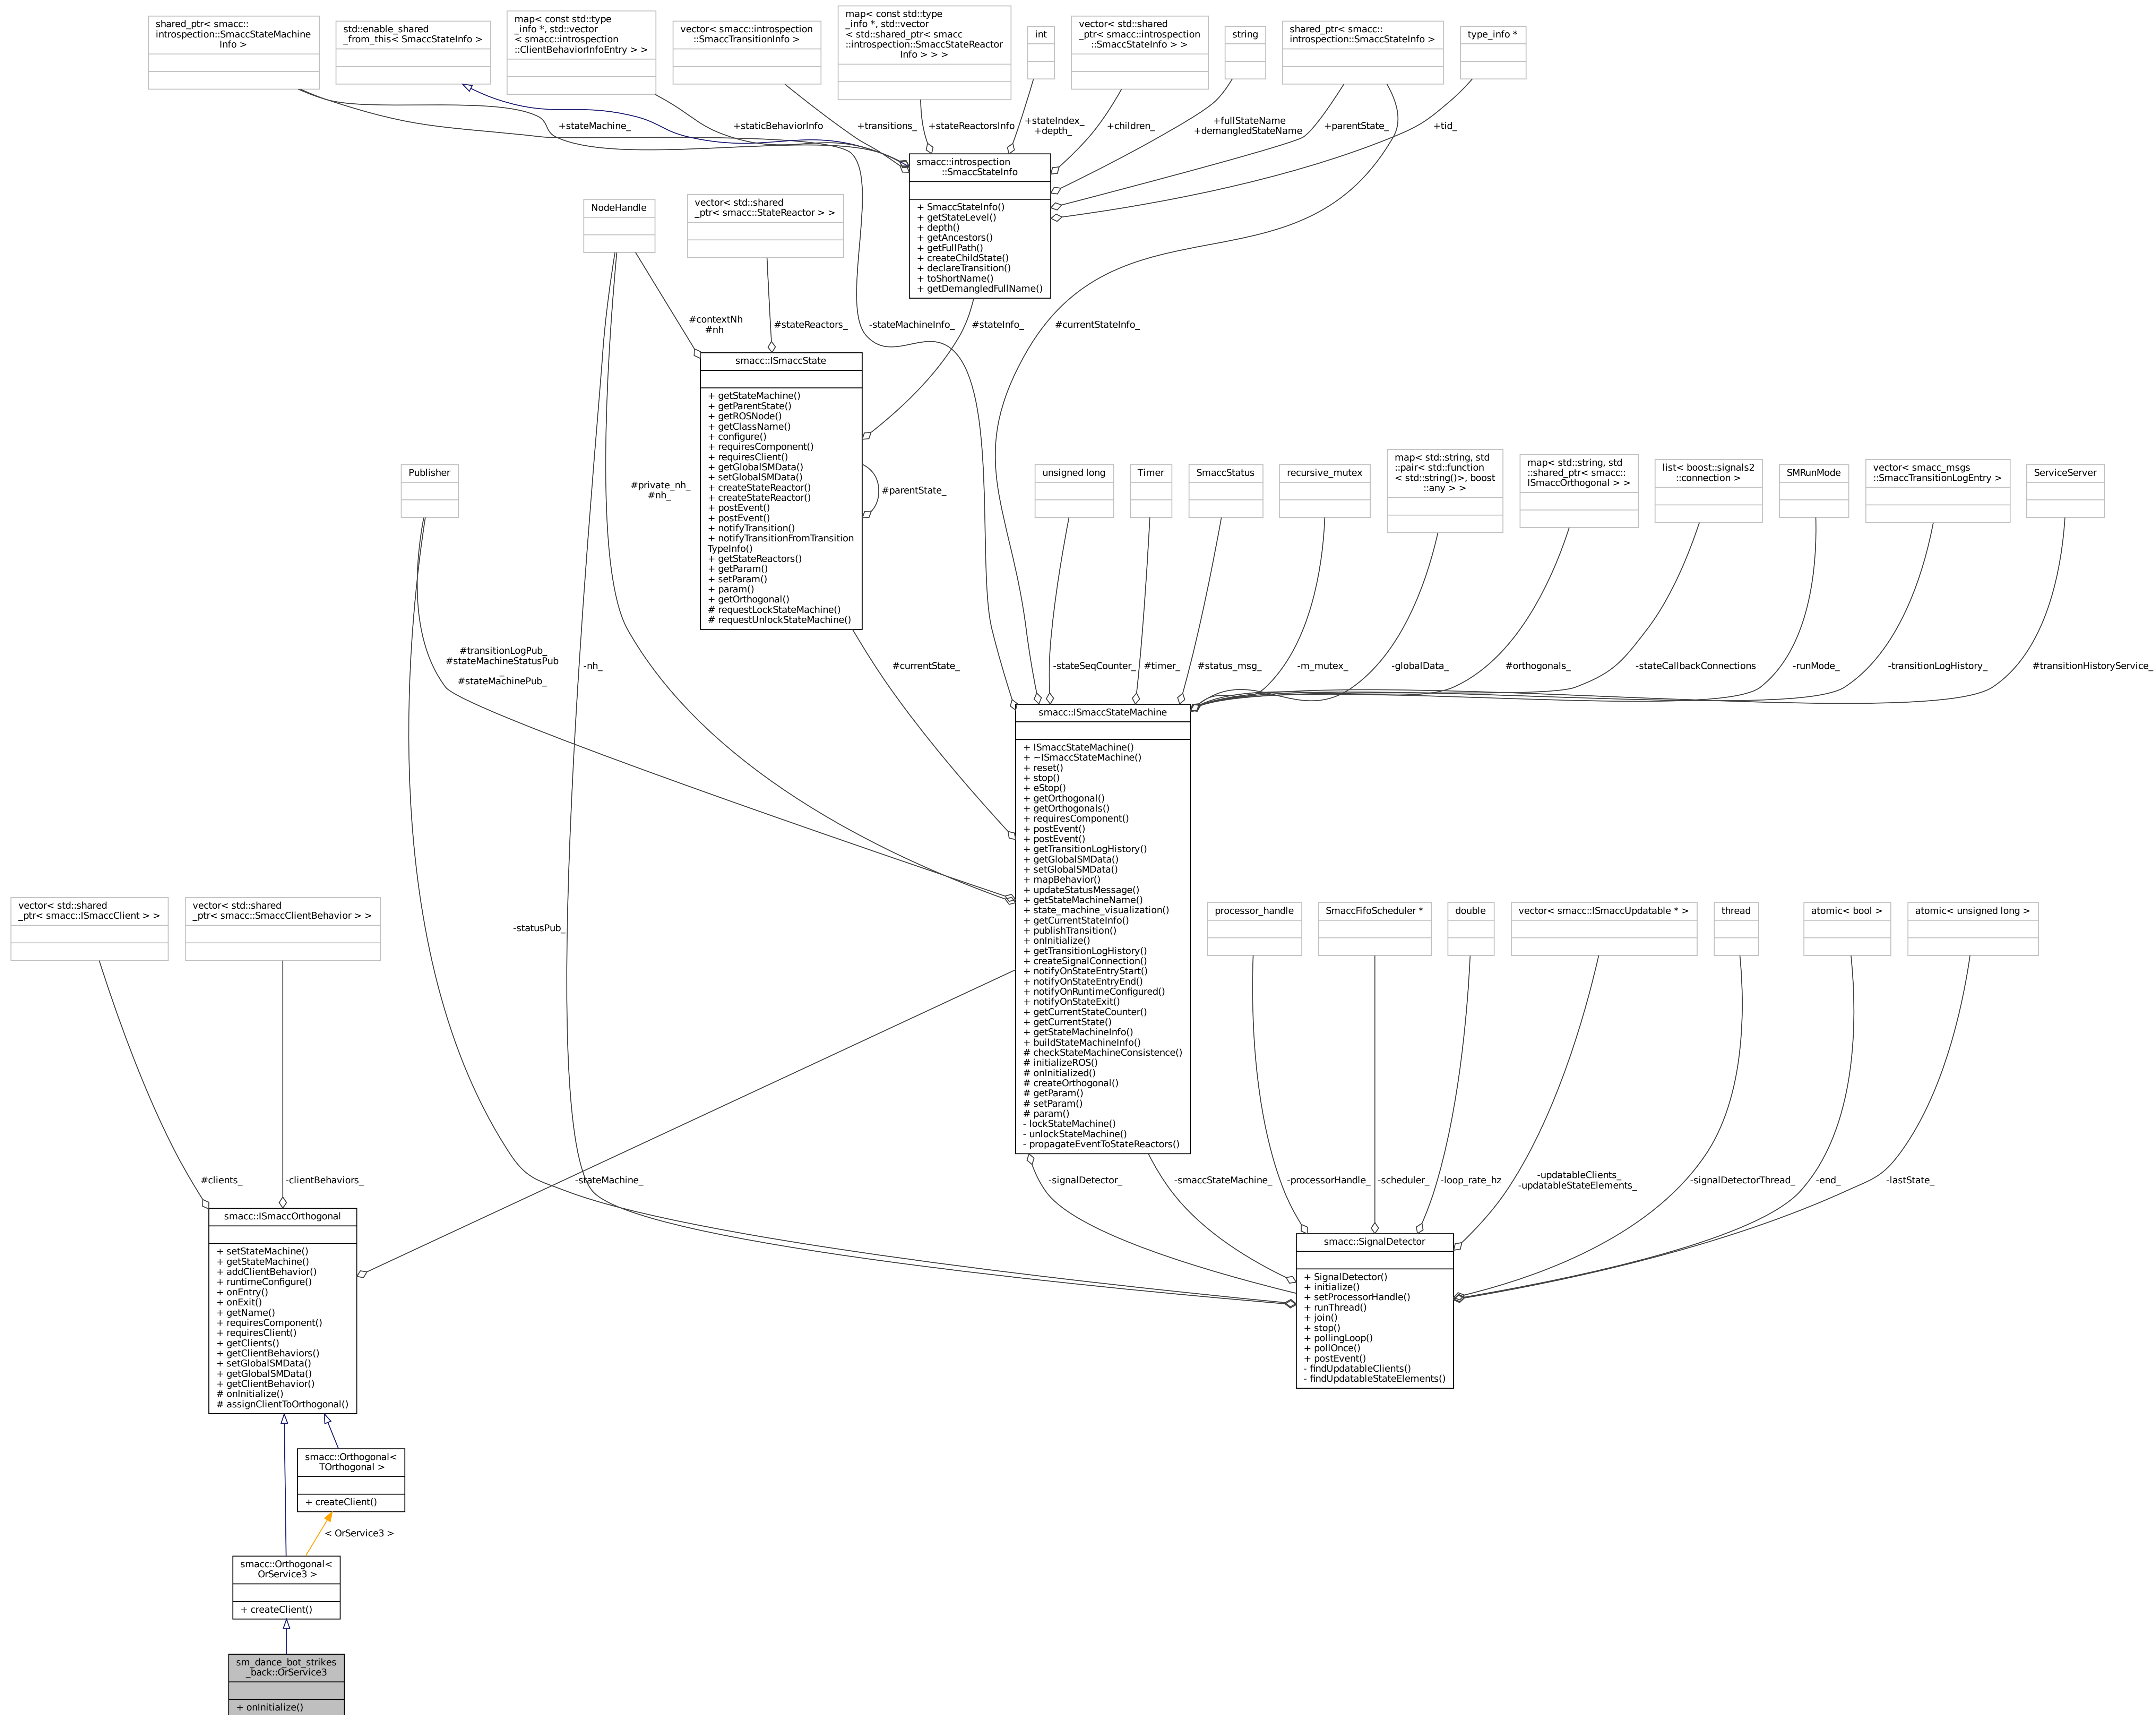 shared_ptr< smacc::
introspection::SmaccStateMachine
Info >
std::enable_shared
_from_this< SmaccStateInfo >
map< const std::type
_info *, std::vector
< smacc::introspection
::ClientBehaviorInfoEntry > >
vector< smacc::introspection
::SmaccTransitionInfo >
map< const std::type
_info *, std::vector
< std::shared_ptr< smacc
::introspection::SmaccStateReactor
Info > > >
int
vector< std::shared
_ptr< smacc::introspection
::SmaccStateInfo > >
string
shared_ptr< smacc::
introspection::SmaccStateInfo >
type_info *
+stateMachine_
+staticBehaviorInfo
+transitions_
+stateReactorsInfo
+stateIndex_
+depth_
+children_
+fullStateName
+demangledStateName
+parentState_
+tid_
smacc::introspection
::SmaccStateInfo
+ SmaccStateInfo()
+ getStateLevel()
+ depth()
+ getAncestors()
+ getFullPath()
+ createChildState()
+ declareTransition()
+ toShortName()
+ getDemangledFullName()
NodeHandle
vector< std::shared
_ptr< smacc::StateReactor > >
#contextNh
#nh
#stateReactors_
-stateMachineInfo_
#stateInfo_
#currentStateInfo_
smacc::ISmaccState
+ getStateMachine()
+ getParentState()
+ getROSNode()
+ getClassName()
+ configure()
+ requiresComponent()
+ requiresClient()
+ getGlobalSMData()
+ setGlobalSMData()
+ createStateReactor()
+ createStateReactor()
+ postEvent()
+ postEvent()
+ notifyTransition()
+ notifyTransitionFromTransition
TypeInfo()
+ getStateReactors()
+ getParam()
+ setParam()
+ param()
+ getOrthogonal()
# requestLockStateMachine()
# requestUnlockStateMachine()
#parentState_
Publisher
#private_nh_
#nh_
unsigned long
Timer
SmaccStatus
recursive_mutex
map< std::string, std
::pair< std::function
< std::string()>, boost
::any > >
map< std::string, std
::shared_ptr< smacc::
ISmaccOrthogonal > >
list< boost::signals2
::connection >
SMRunMode
vector< smacc_msgs
::SmaccTransitionLogEntry >
ServiceServer
#transitionLogPub_
#stateMachineStatusPub
_
#stateMachinePub_
-nh_
#currentState_
-stateSeqCounter_
#timer_
#status_msg_
-m_mutex_
-globalData_
#orthogonals_
-stateCallbackConnections
-runMode_
-transitionLogHistory_
#transitionHistoryService_
smacc::ISmaccStateMachine
+ ISmaccStateMachine()
+ ~ISmaccStateMachine()
+ reset()
+ stop()
+ eStop()
+ getOrthogonal()
+ getOrthogonals()
+ requiresComponent()
+ postEvent()
+ postEvent()
+ getTransitionLogHistory()
+ getGlobalSMData()
+ setGlobalSMData()
+ mapBehavior()
+ updateStatusMessage()
+ getStateMachineName()
+ state_machine_visualization()
+ getCurrentStateInfo()
+ publishTransition()
+ onInitialize()
+ getTransitionLogHistory()
+ createSignalConnection()
+ notifyOnStateEntryStart()
+ notifyOnStateEntryEnd()
+ notifyOnRuntimeConfigured()
+ notifyOnStateExit()
+ getCurrentStateCounter()
+ getCurrentState()
+ getStateMachineInfo()
+ buildStateMachineInfo()
# checkStateMachineConsistence()
# initializeROS()
# onInitialized()
# createOrthogonal()
# getParam()
# setParam()
# param()
- lockStateMachine()
- unlockStateMachine()
- propagateEventToStateReactors()
vector< std::shared
_ptr< smacc::ISmaccClient > >
vector< std::shared
_ptr< smacc::SmaccClientBehavior > >
-statusPub_
processor_handle
SmaccFifoScheduler *
double
vector< smacc::ISmaccUpdatable * >
thread
atomic< bool >
atomic< unsigned long >
#clients_
-clientBehaviors_
-stateMachine_
-signalDetector_
-smaccStateMachine_
-processorHandle_
-scheduler_
-loop_rate_hz
-updatableClients_
-updatableStateElements_
-signalDetectorThread_
-end_
-lastState_
smacc::ISmaccOrthogonal
+ setStateMachine()
+ getStateMachine()
+ addClientBehavior()
+ runtimeConfigure()
+ onEntry()
+ onExit()
+ getName()
+ requiresComponent()
+ requiresClient()
+ getClients()
+ getClientBehaviors()
+ setGlobalSMData()
+ getGlobalSMData()
+ getClientBehavior()
# onInitialize()
# assignClientToOrthogonal()
smacc::SignalDetector
+ SignalDetector()
+ initialize()
+ setProcessorHandle()
+ runThread()
+ join()
+ stop()
+ pollingLoop()
+ pollOnce()
+ postEvent()
- findUpdatableClients()
- findUpdatableStateElements()
smacc::Orthogonal<
TOrthogonal >
+ createClient()
< OrService3 >
smacc::Orthogonal<
OrService3 >
+ createClient()
sm_dance_bot_strikes
_back::OrService3
+ onInitialize()